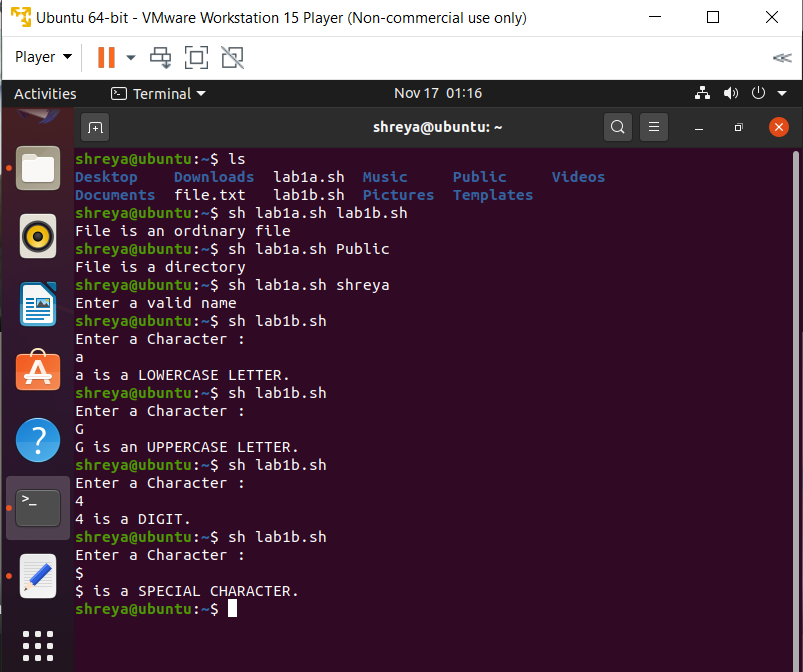 Ubuntu 64-bit - VMware Workstation 15 Player (Non-commercial use only)
Player
Activities Terminal Nov 17 01:16
shreya@ubuntu: ~
shreya@ubuntu:~$ ls
Desktop Downloads lab1a.sh Music Public Videos
Documents file.txt lab1b.sh Pictures Templates
shreya@ubuntu:~$ sh lab1a.sh lab1b.sh
File is an ordinary file
shreya@ubuntu:~$ sh lab1a.sh Public
File is a directory
shreya@ubuntu:~$ sh lab1a.sh shreya
Enter a valid name
shreya@ubuntu:~$ sh lab1b.sh
Enter a Character :
a
a is a LOWERCASE LETTER.
shreya@ubuntu:~$ sh lab1b.sh
Enter a Character :
G
G is an UPPERCASE LETTER.
shreya@ubuntu:~$ sh lab1b.sh
Enter a Character :
4
4 is a DIGIT.
shreya@ubuntu:~$ sh lab1b.sh
Enter a Character :
$
$ is a SPECIAL CHARACTER.
shreya@ubuntu:~$